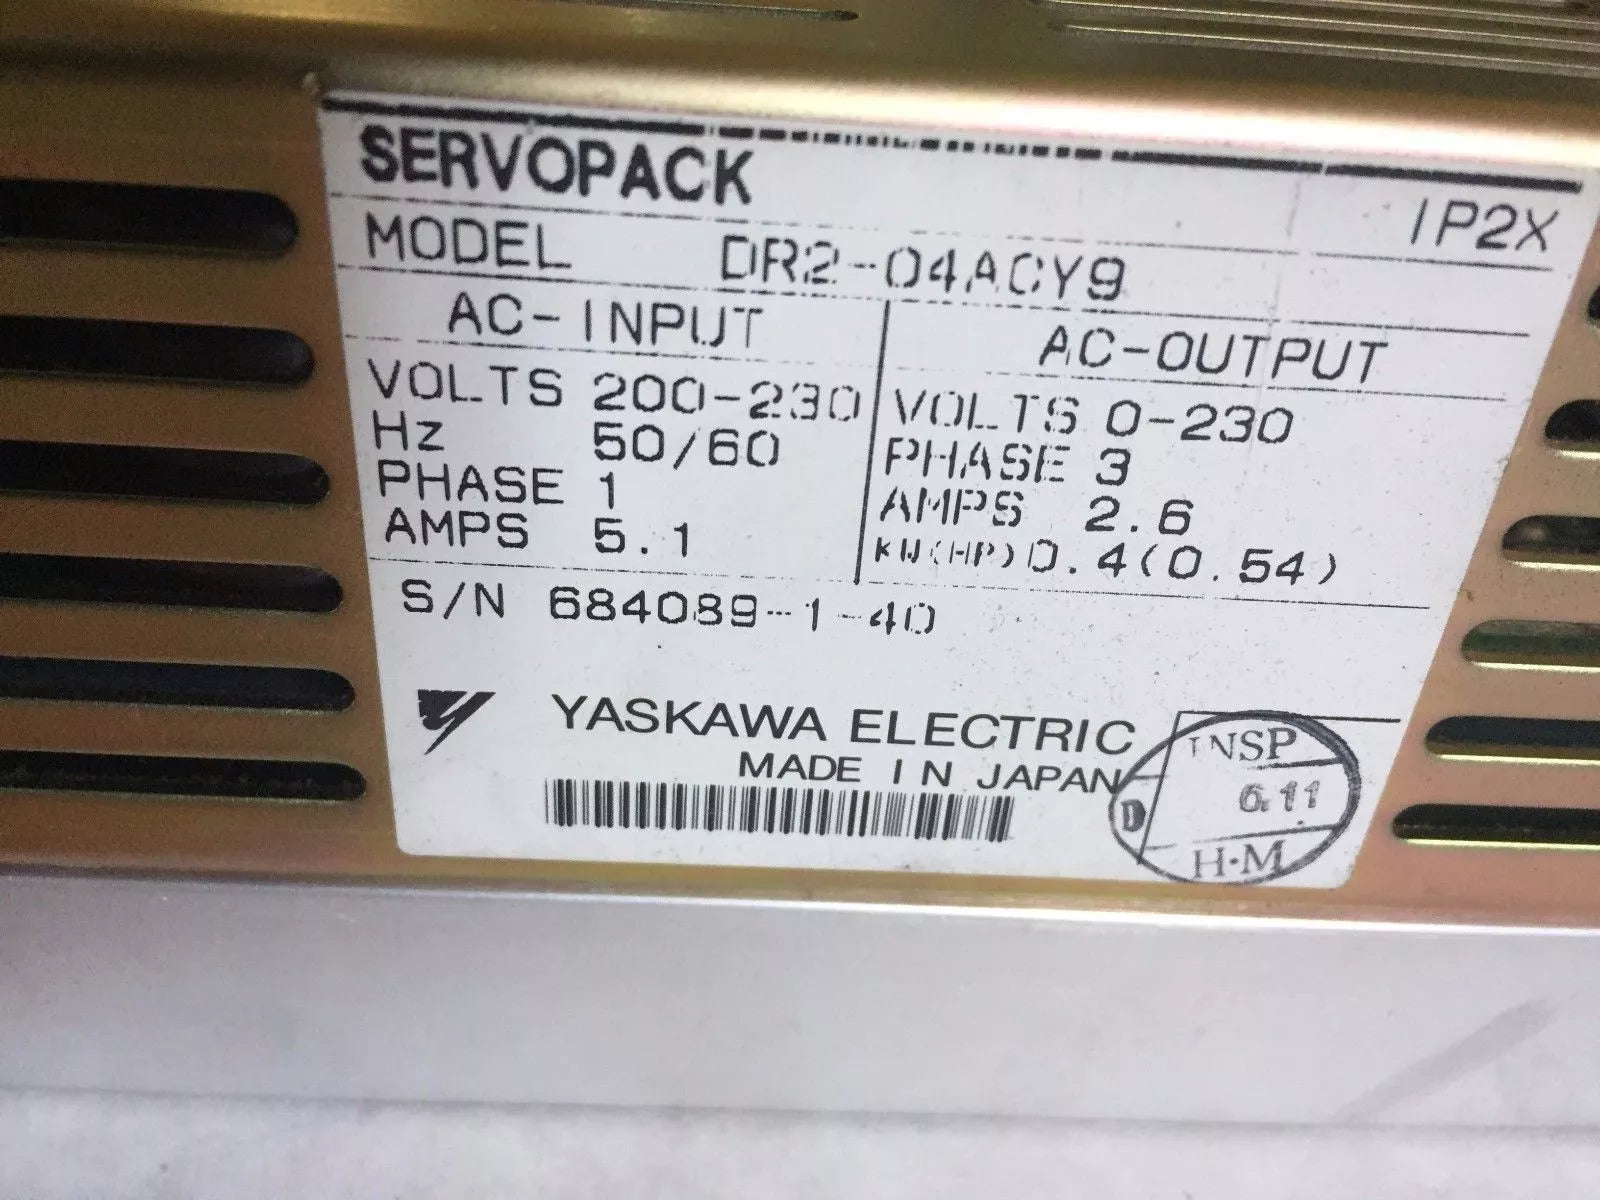 SERVOPACK
IP2X
MODEL DR2-04ACY9
AC-INPUT
AC-OUTPUT
VOLTS 200-230
VOLTS 0-230
Hz 50/60
PHASE 3
PHASE 1
AMPS 2.6
AMPS 5.1
KW(HP) 0.4(0.54)
S/N 684089-1-40
YASKAWA ELECTRIC
MADE IN JAPAN
INSP
D
6.11
H·M